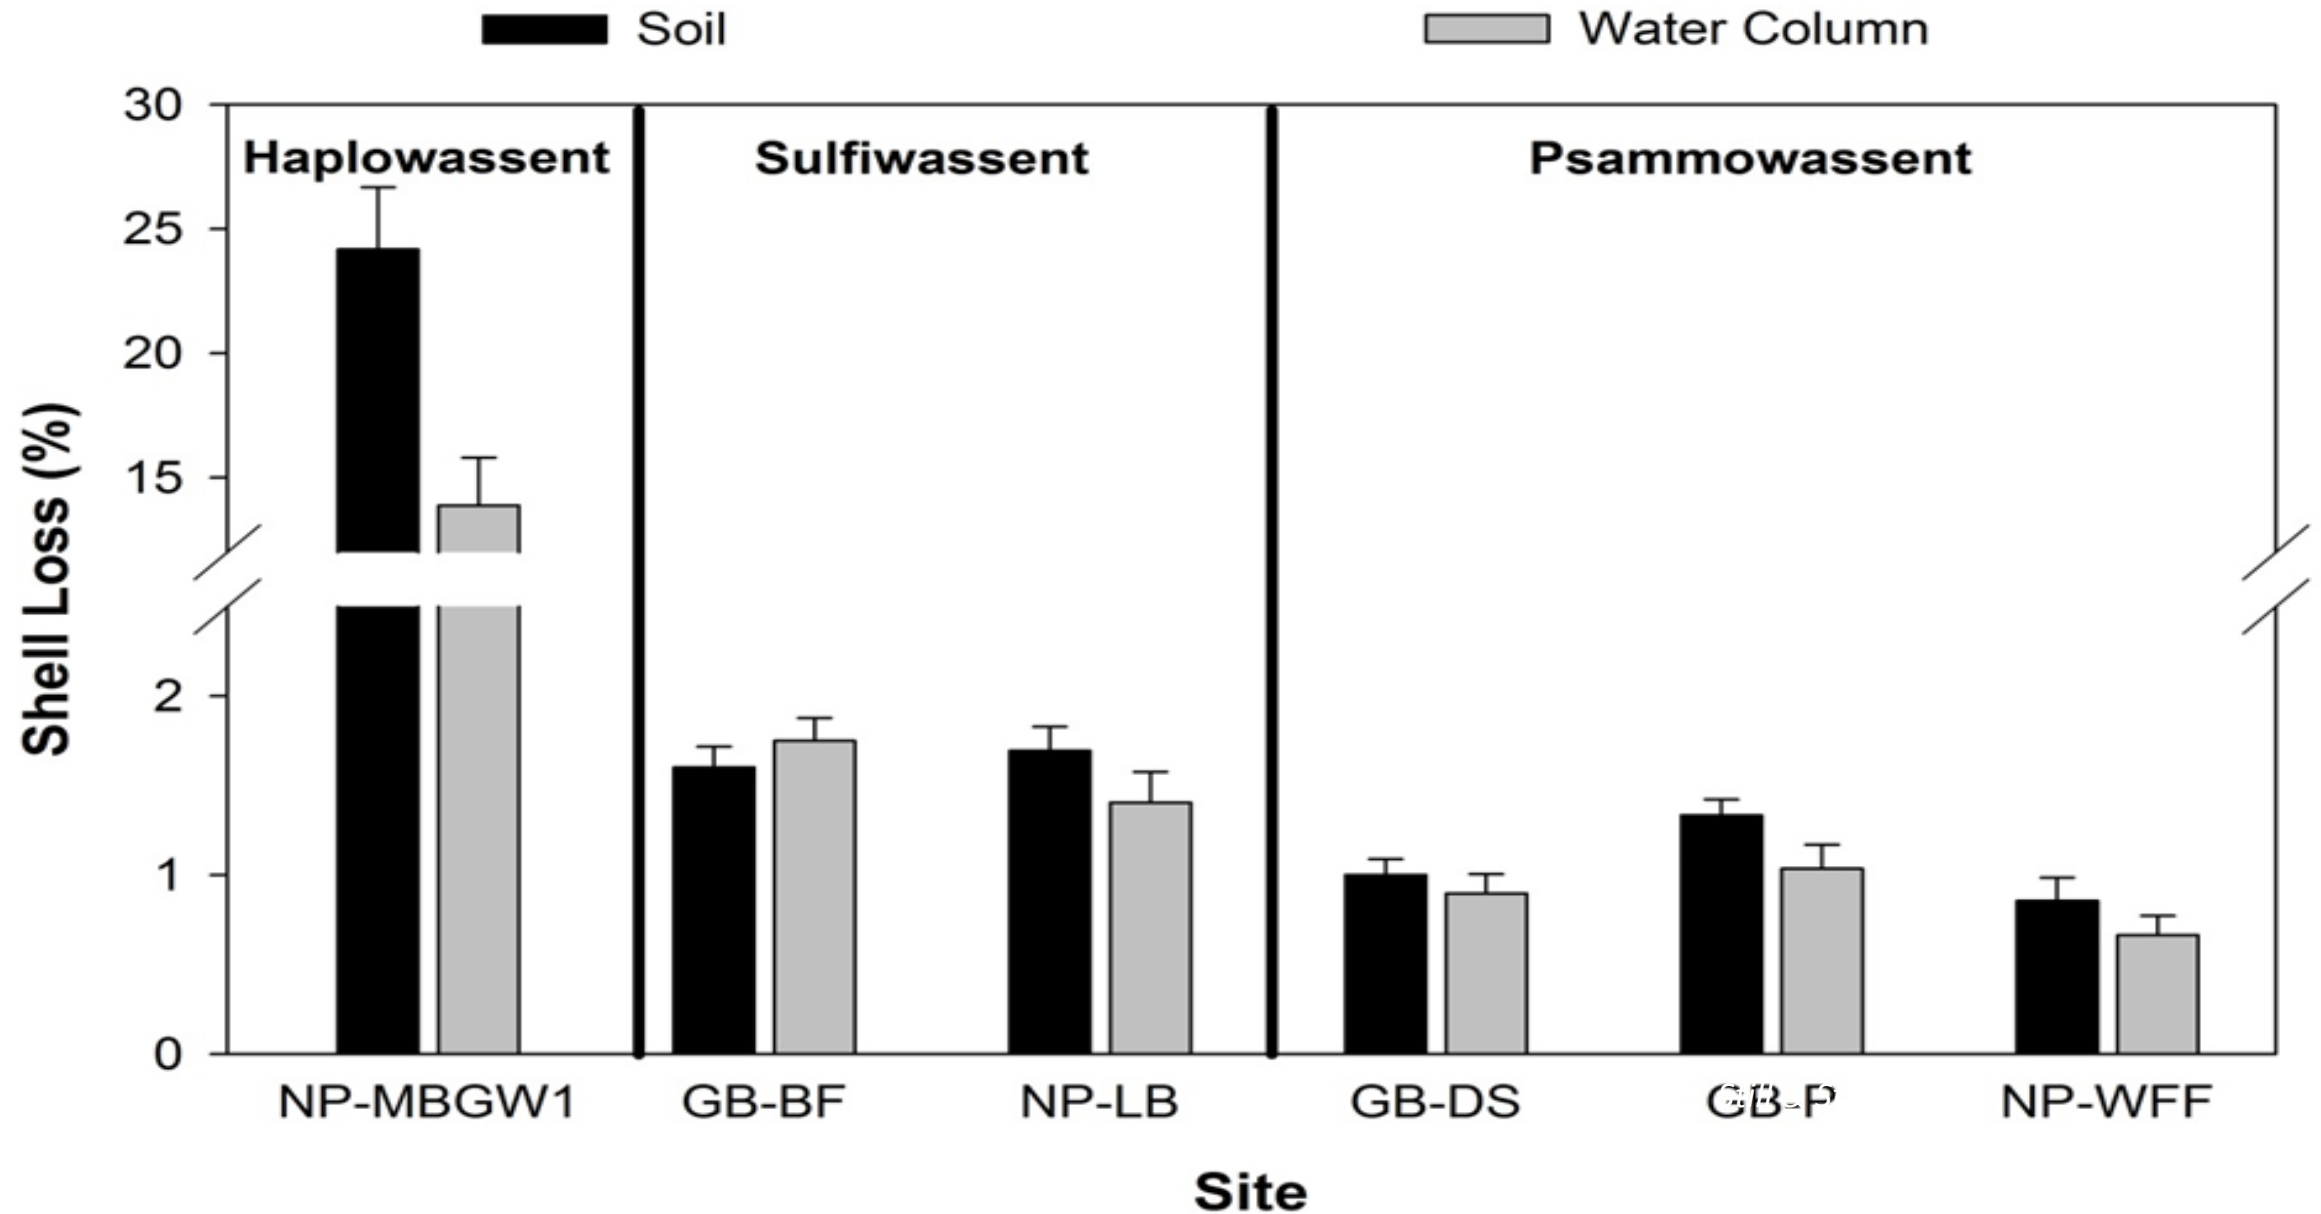 Soil Water Column
30
Haplowassent Sulfiwassent Psammowassent
25
20
15
2
1
0
Shell Loss (%)
NP-MBGW1 GB-BF NP-LB GB-DS NP-WFF
Site